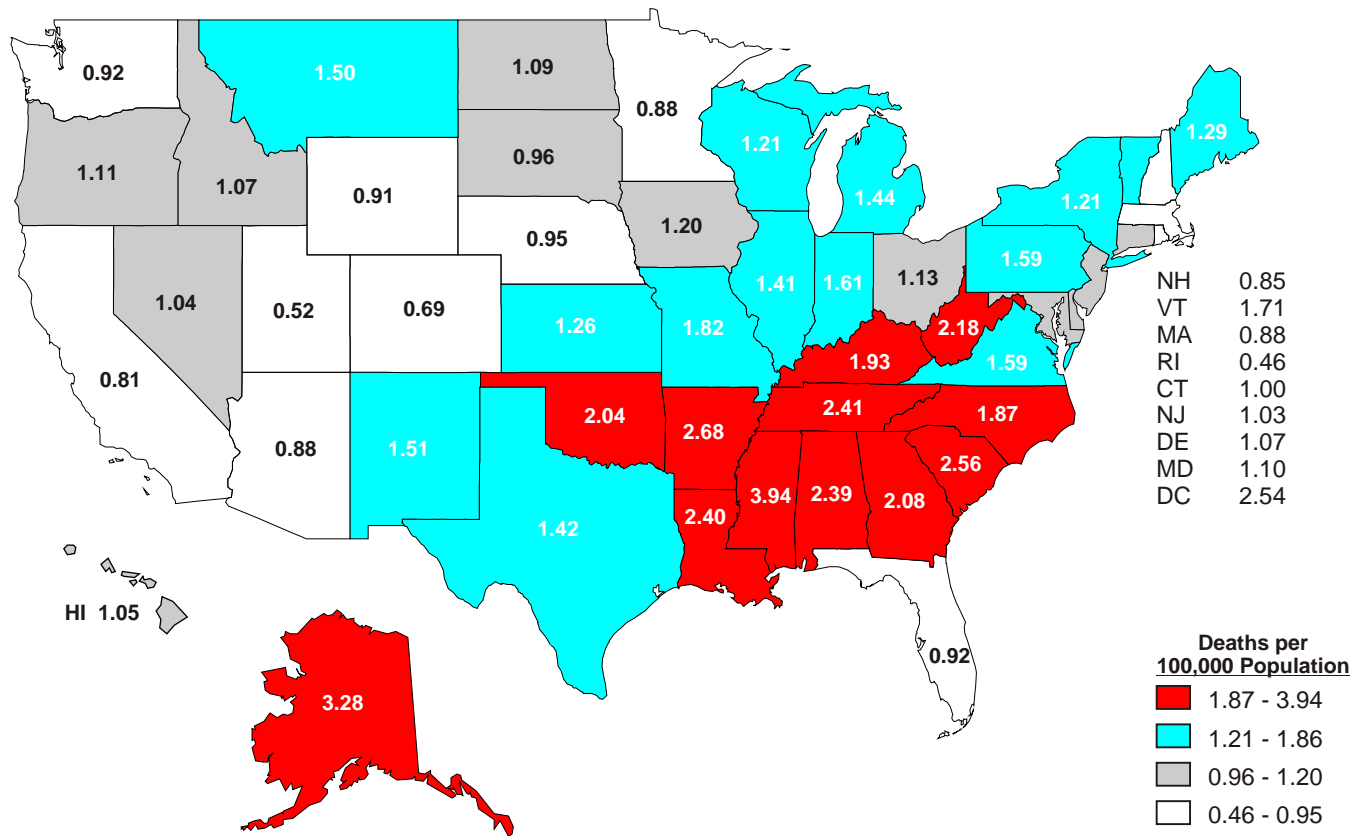 0.92
1.50
1.09
0.88
1.21
1.29
1.11
1.07
0.96
1.44
1.21
0.91
1.20
0.95
1.59
1.04
0.52
0.69
1.41
1.61
1.13
1.26
1.82
2.18
0.81
1.93
1.59
0.88
1.51
2.04
2.68
2.41
1.87
2.56
3.94
2.39
2.08
2.40
1.42
0.92
NH 0.85
VT 1.71
MA 0.88
RI 0.46
CT 1.00
NJ 1.03
DE 1.07
MD 1.10
DC 2.54
HI 1.05
3.28
Deaths per
100,000 Population
1.87 - 3.94
1.21 - 1.86
0.96 - 1.20
0.46 - 0.95